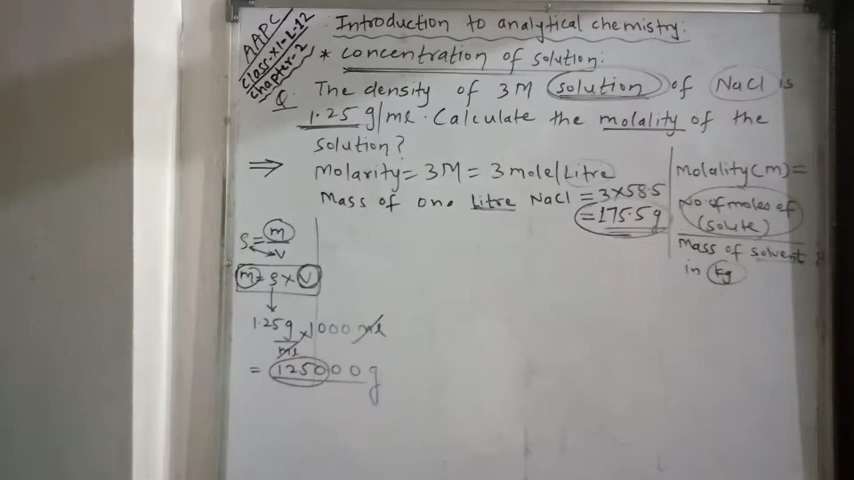 AAPC
Class-XI-L-12
Chapter-2
Introduction to analytical chemistry:
* Concentration of solution:
Q. The density of 3M solution of NaCl is
1.25 g/ml. Calculate the molality of the
solution?
⇒ Molarity = 3M = 3 mole/Litre
Mass of one Litre NaCl = 3×58.5
= 175.5g
Molality(m) =
No of moles of
(solute)
Mass of solvent
in kg
ρ = m
v
m = ρ × v
1.25g × 1000 ml
ml
= 125000g